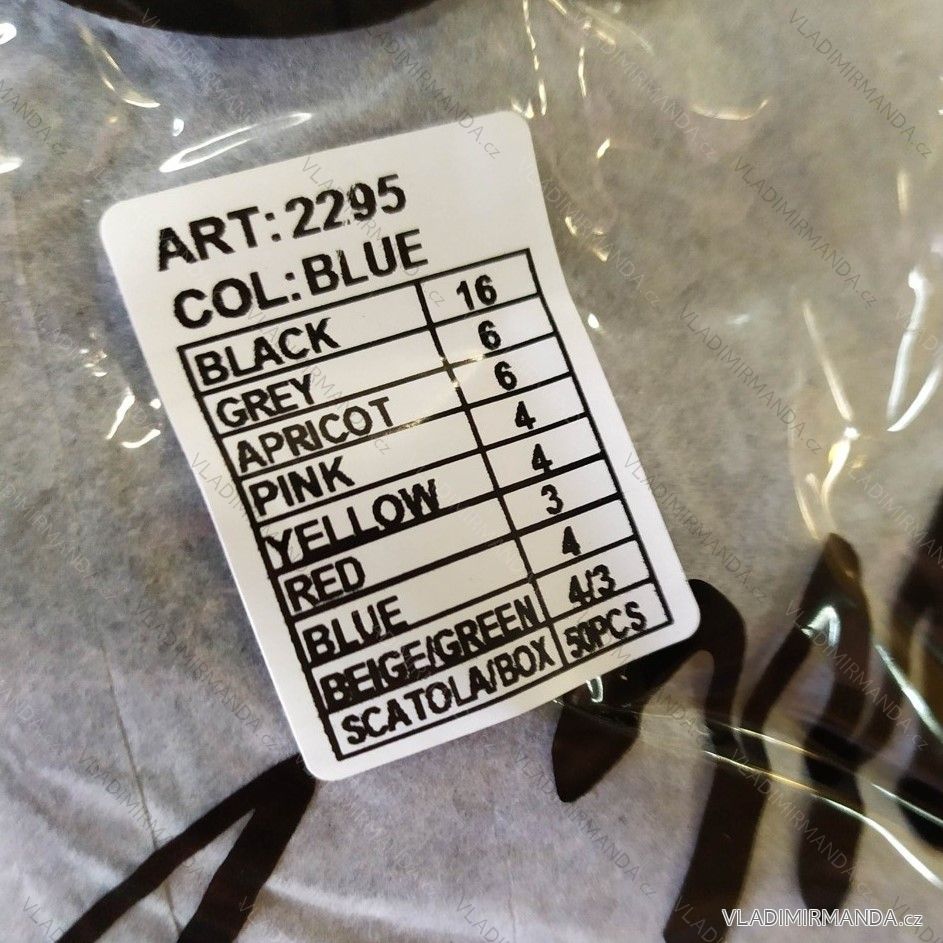 ART: 2295
COL: BLUE
BLACK 16
GREY 6
APRICOT 6
PINK 4
YELLOW 4
RED 3
BLUE 4
BEIGE/GREEN 4/3
SCATOLA/BOX 50PCS
VLADIMIRMANDA.cz